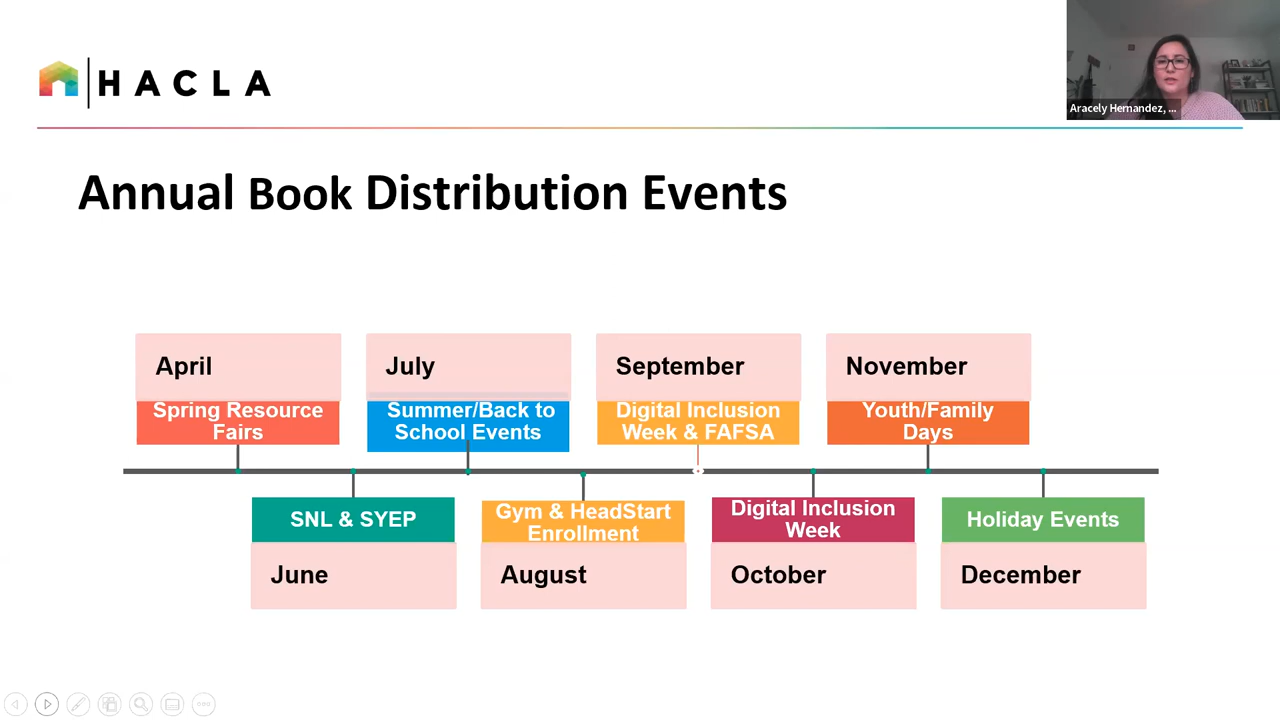 HACLA
Aracely Hernandez, ...
Annual Book Distribution Events
April
July
September
November
Spring Resource
Fairs
Summer/Back to
School Events
Digital Inclusion
Week & FAFSA
Youth/Family
Days
SNL & SYEP
Gym & HeadStart
Enrollment
Digital Inclusion
Week
Holiday Events
June
August
October
December